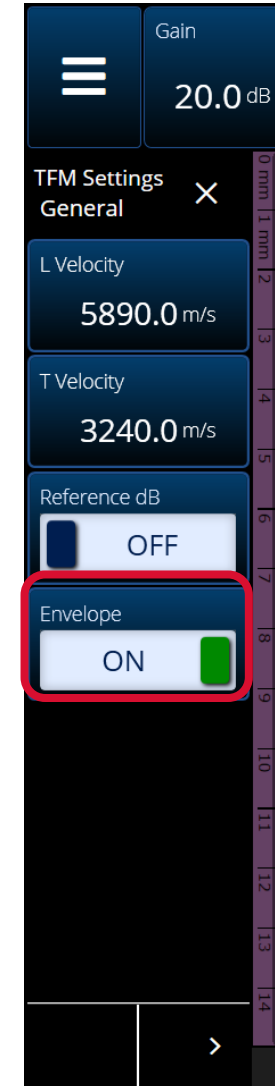 Gain
20.0 dB
TFM Settings
General
×
L Velocity
5890.0 m/s
T Velocity
3240.0 m/s
Reference dB
OFF
Envelope
ON
>
0 mm
1 mm
2
3
4
5
6
7
8
9
10
11
12
13
14